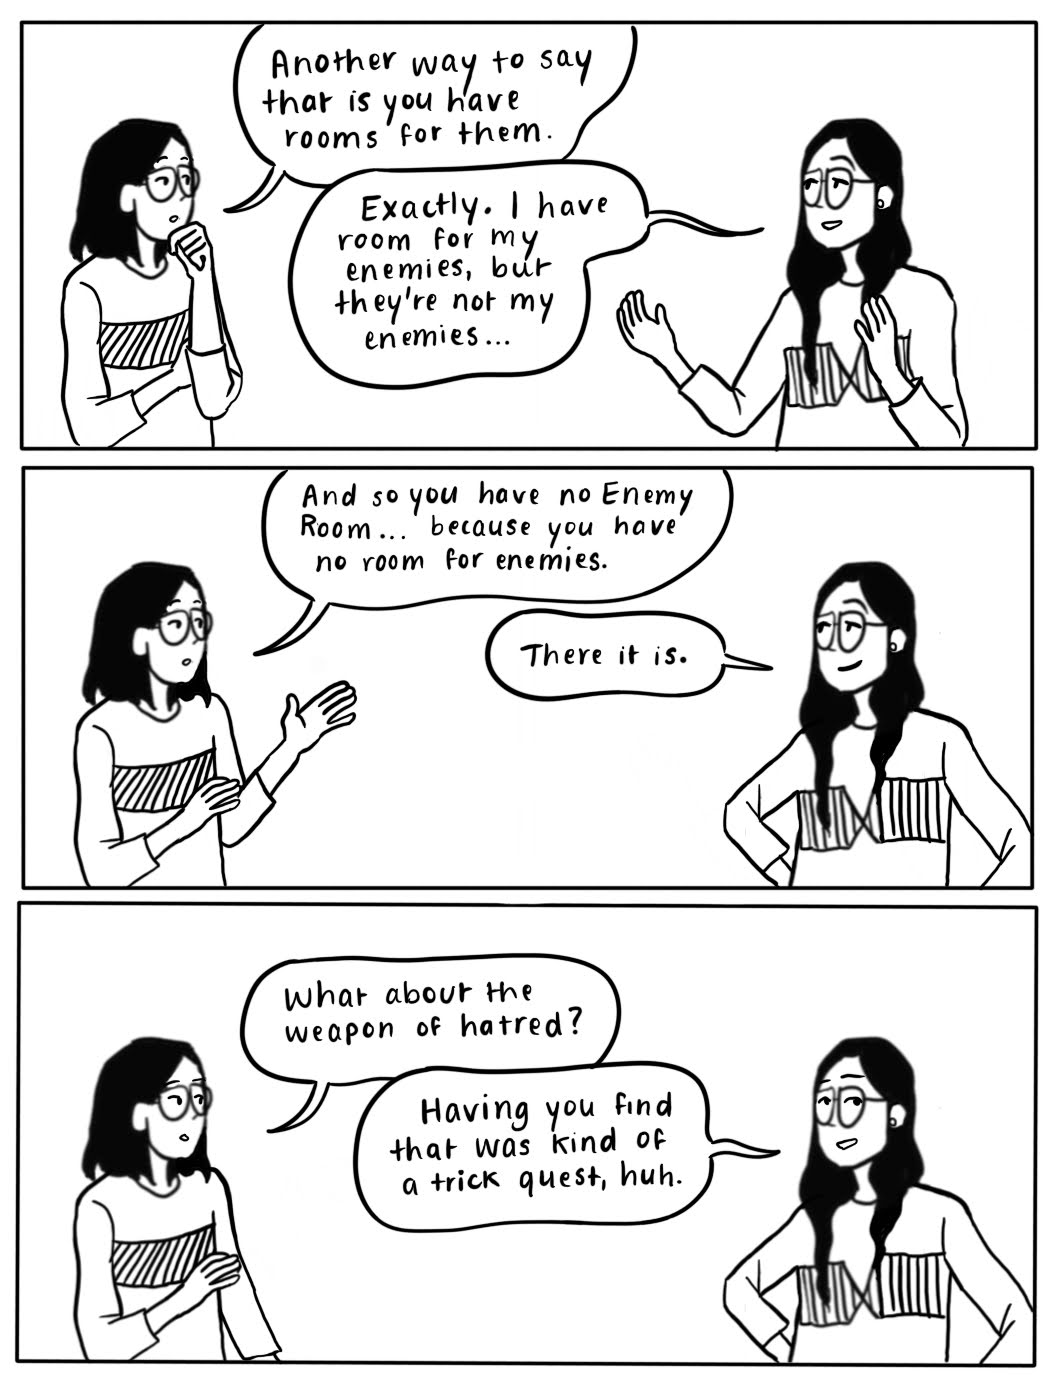 Another way to say
that is you have
rooms for them.
Exactly. I have
room for my
enemies, but
they're not my
enemies...
And so you have no Enemy
Room... because you have
no room for enemies.
There it is.
What about the
weapon of hatred?
Having you find
that was kind of
a trick quest, huh.